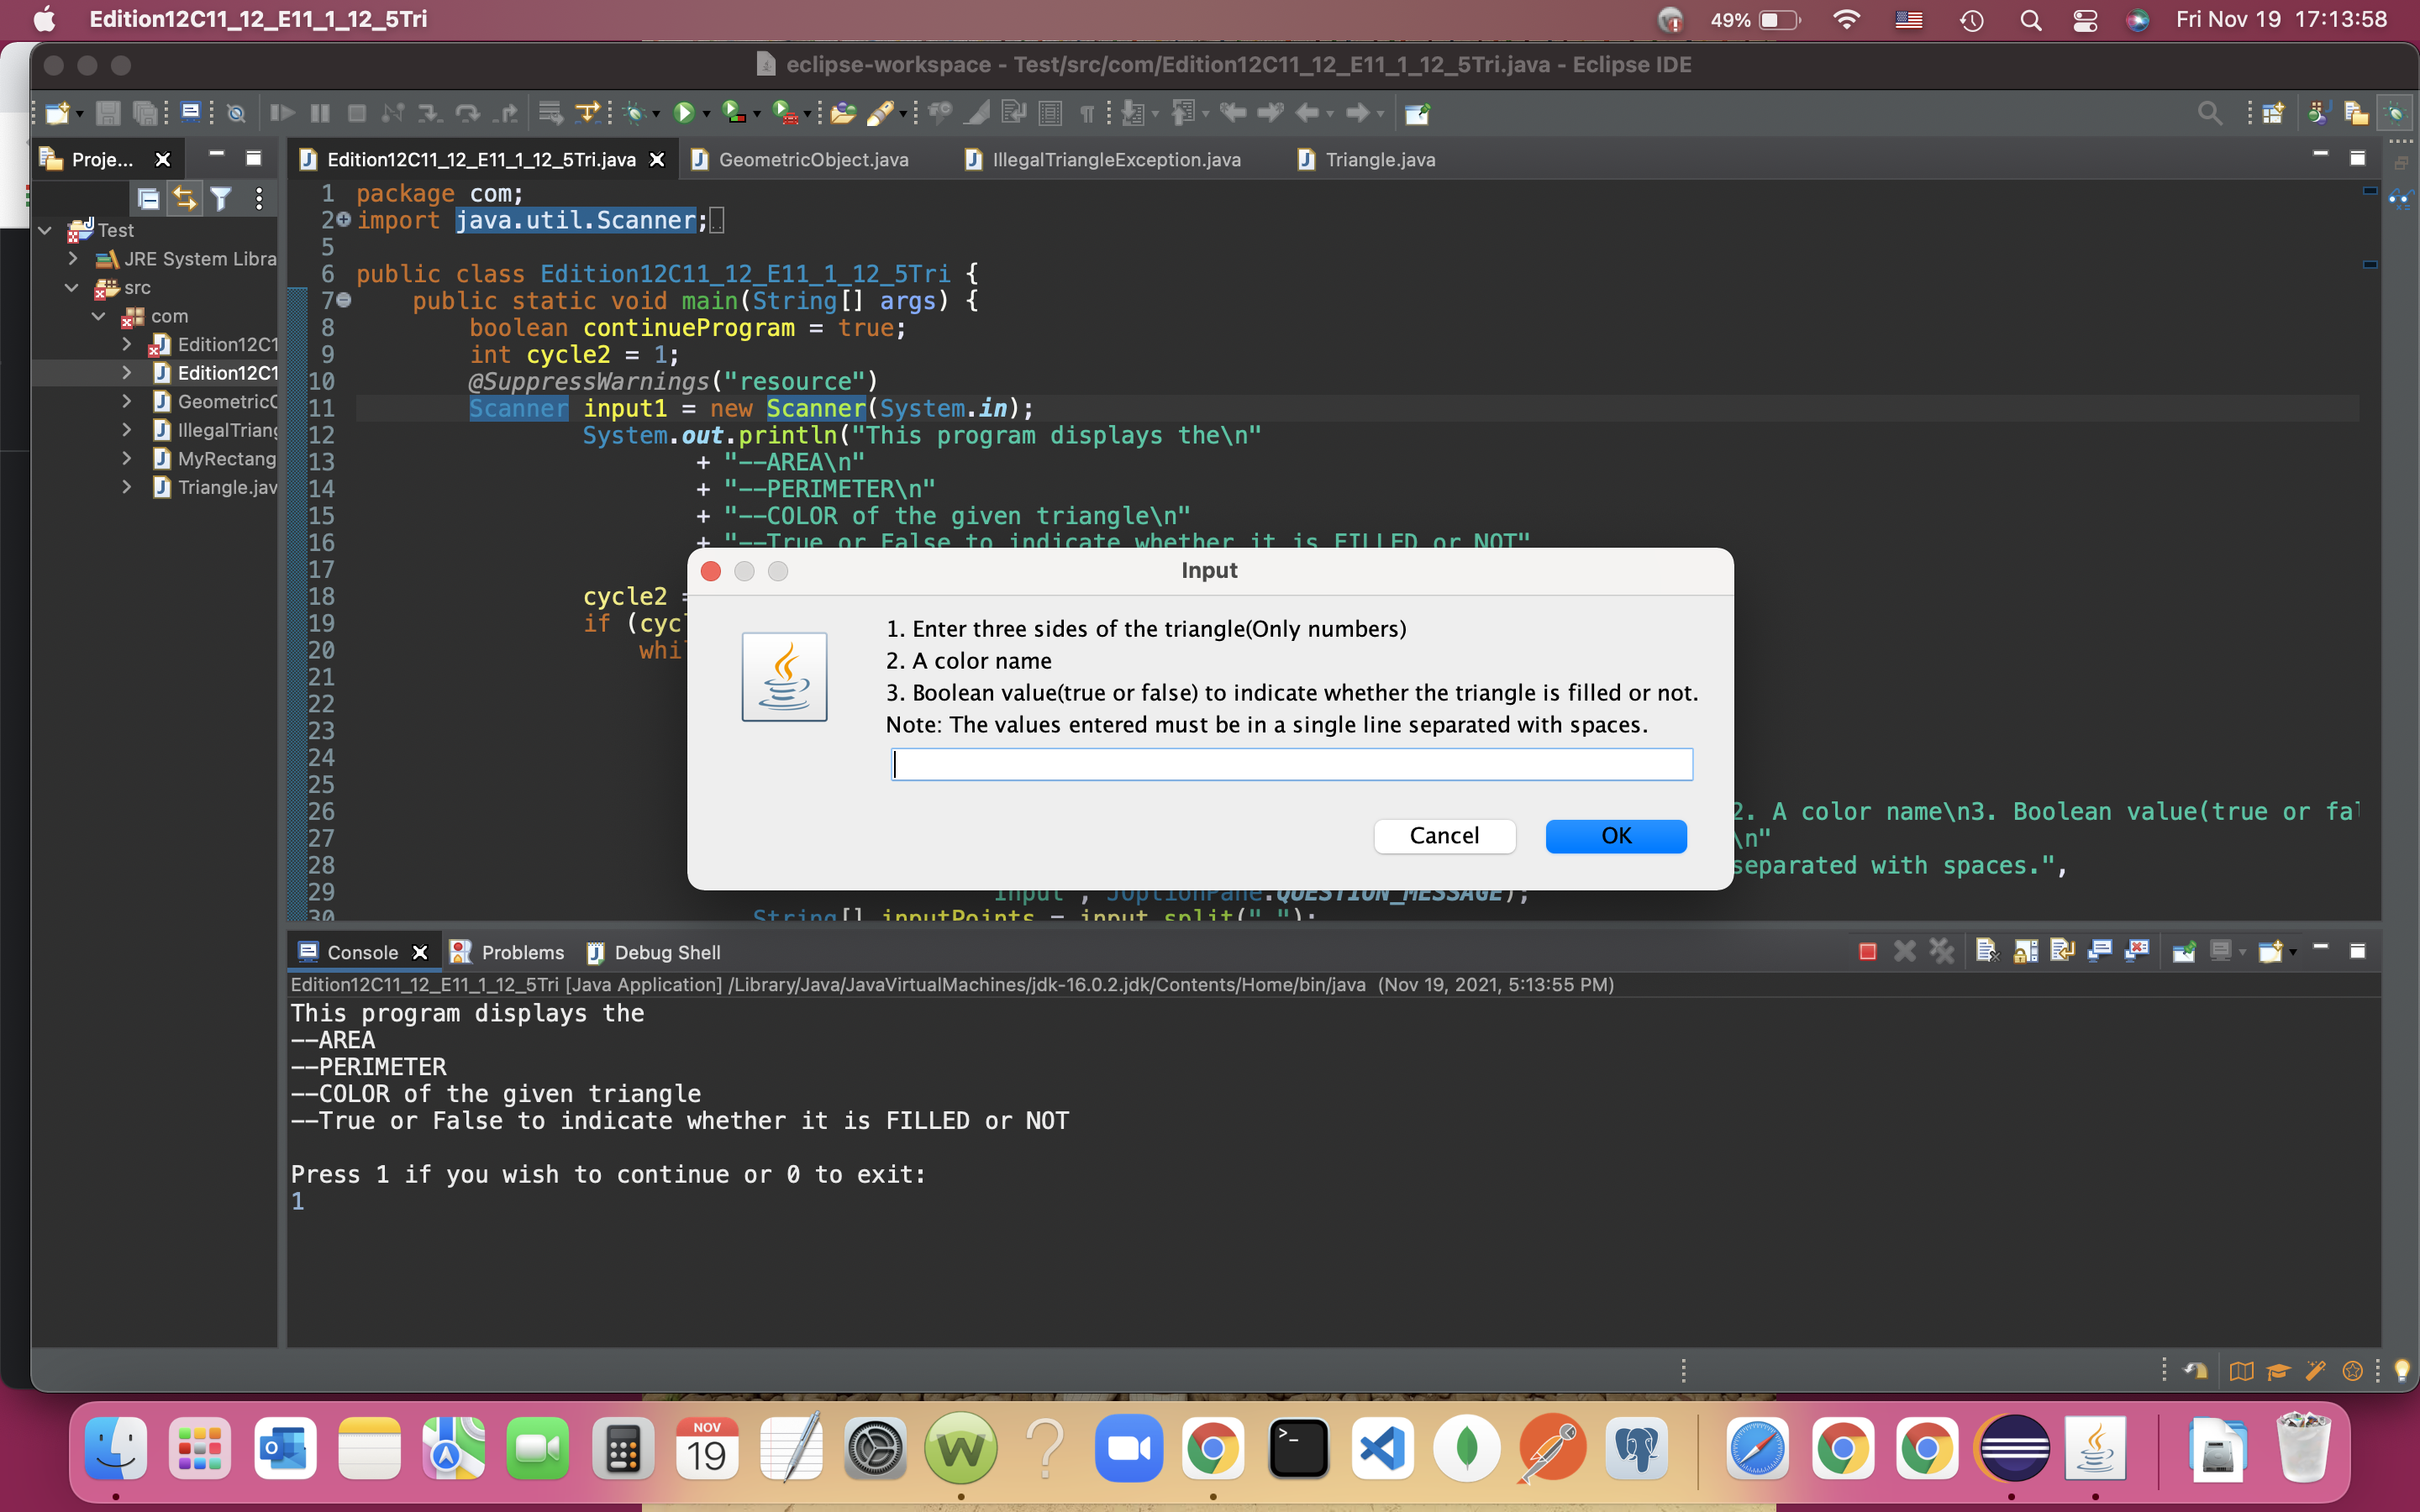 Edition12C11_12_E11_1_12_5Tri
49%
Fri Nov 19 17:13:58
eclipse-workspace - Test/src/com/Edition12C11_12_E11_1_12_5Tri.java - Eclipse IDE
Proje...
Edition12C11_12_E11_1_12_5Tri.java
GeometricObject.java
IllegalTriangleException.java
Triangle.java
Test
JRE System Libra
src
com
Edition12C1
Edition12C1
GeometricO
IllegalTriang
MyRectang
Triangle.jav
1 package com;
2 import java.util.Scanner;
5
6 public class Edition12C11_12_E11_1_12_5Tri {
7 public static void main(String[] args) {
8 boolean continueProgram = true;
9 int cycle2 = 1;
10 @SuppressWarnings("resource")
11 Scanner input1 = new Scanner(System.in);
12 System.out.println("This program displays the\n"
13 + "--AREA\n"
14 + "--PERIMETER\n"
15 + "--COLOR of the given triangle\n"
16 + "--True or False to indicate whether it is FILLED or NOT"
17
18 cycle2 =
19 if (cycl
20 whi
21
22
23
24
25
26 2. A color name\n3. Boolean value(true or fal
27 \n"
28 separated with spaces.",
29 "Input", JOptionPane.QUESTION_MESSAGE);
30 String[] inputPoints = input.split(" ");
Input
1. Enter three sides of the triangle(Only numbers)
2. A color name
3. Boolean value(true or false) to indicate whether the triangle is filled or not.
Note: The values entered must be in a single line separated with spaces.
Cancel
OK
Console
Problems
Debug Shell
Edition12C11_12_E11_1_12_5Tri [Java Application] /Library/Java/JavaVirtualMachines/jdk-16.0.2.jdk/Contents/Home/bin/java (Nov 19, 2021, 5:13:55 PM)
This program displays the
--AREA
--PERIMETER
--COLOR of the given triangle
--True or False to indicate whether it is FILLED or NOT
Press 1 if you wish to continue or 0 to exit:
1
NOV
19